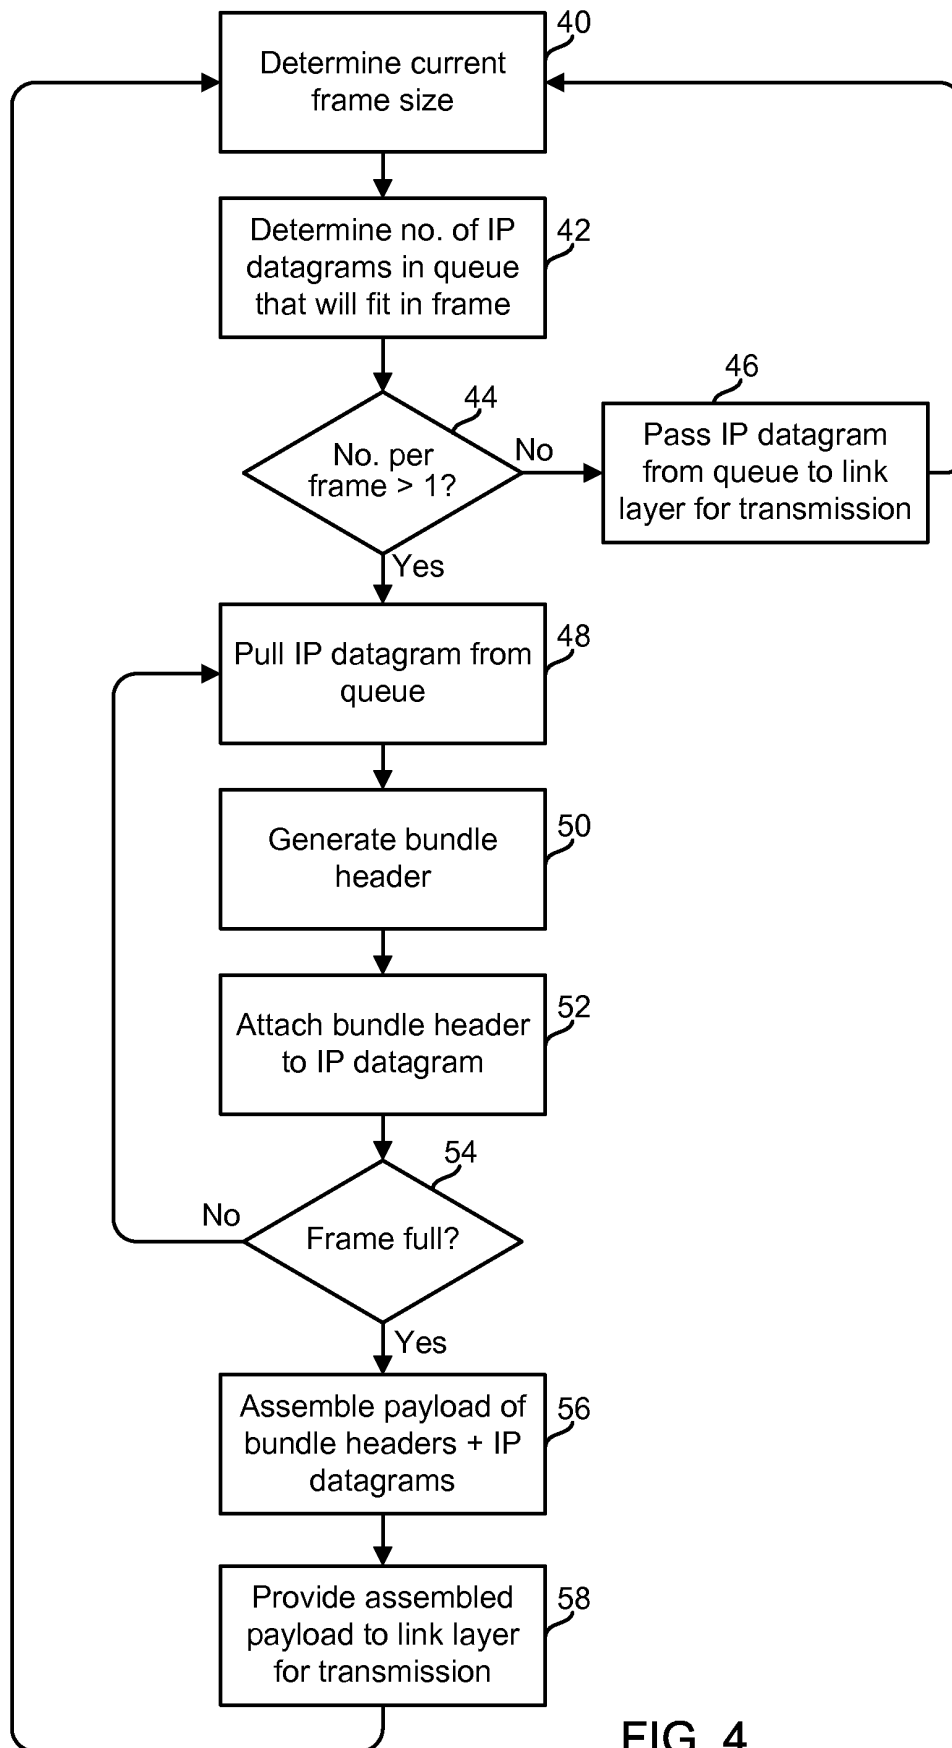 40
Determine current
frame size
Determine no. of IP
datagrams in queue
that will fit in frame
42
44
No. per
frame > 1?
No
46
Pass IP datagram
from queue to link
layer for transmission
Yes
Pull IP datagram from
queue
48
Generate bundle
header
50
Attach bundle header
to IP datagram
52
54
No
Frame full?
Yes
Assemble payload of
bundle headers + IP
datagrams
56
Provide assembled
payload to link layer
for transmission
58
FIG. 4